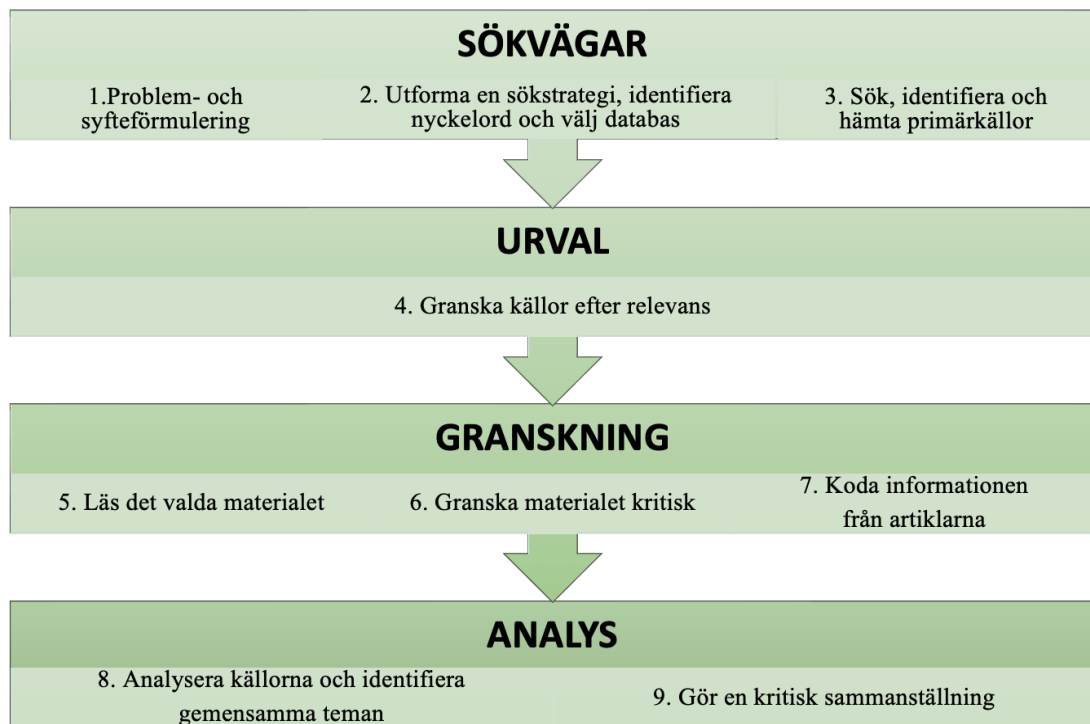 SÖKVÄGAR
1.Problem- och
syfteförmulering
2. Utforma en sökstrategi, identifiera
nyckelord och välj databas
3. Sök, identifiera och
hämta primärkällor
URVAL
4. Granska källor efter relevans
GRANSKNING
5. Läs det valda materialet
6. Granska materialet kritisk
7. Koda informationen
från artiklarna
ANALYS
8. Analysera källorna och identifiera
gemensamma teman
9. Gör en kritisk sammanställning